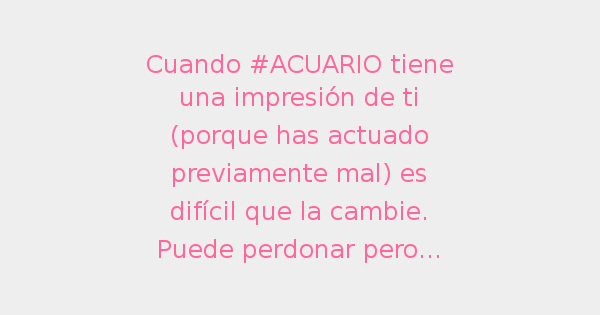 Cuando #ACUARIO tiene
una impresión de ti
(porque has actuado
previamente mal) es
difícil que la cambie.
Puede perdonar pero...